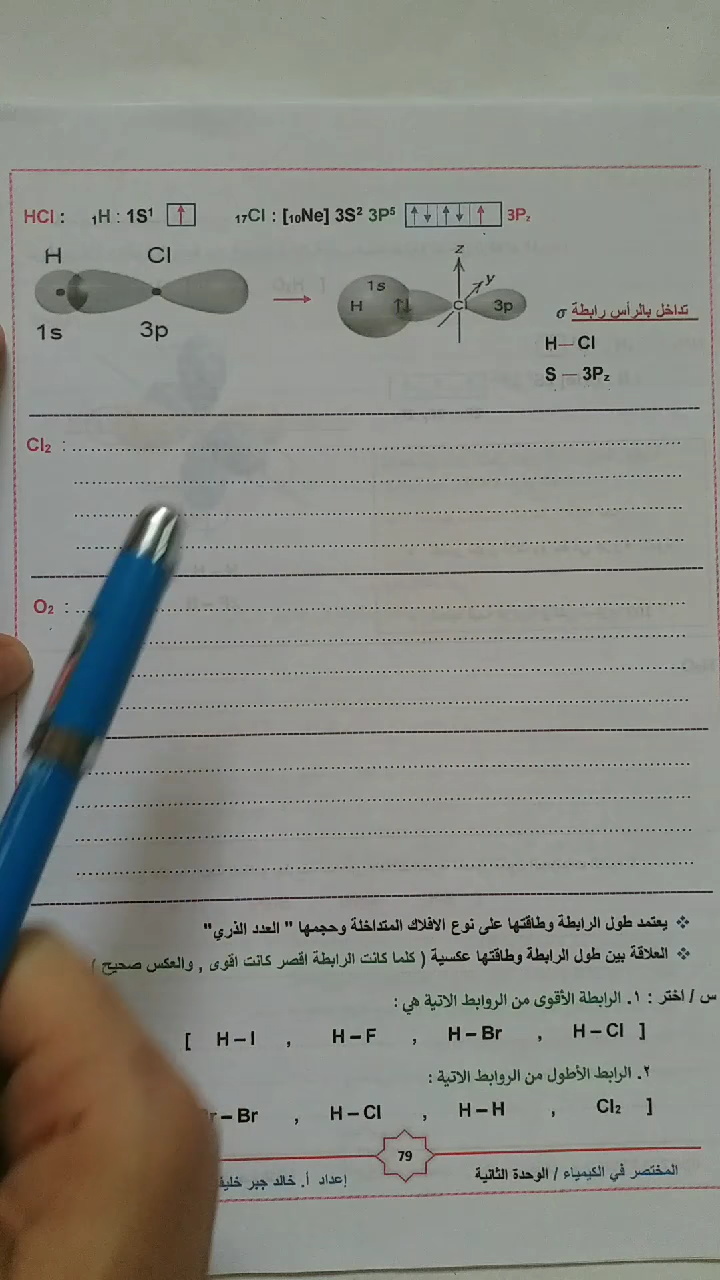 HCl : ₁H : 1S¹ ↑ ₁₇Cl : [₁₀Ne] 3S² 3P⁵ ↑↓ ↑↓ ↑ 3Pz
H Cl
1s 3p
z
y
1s
H ↑↓ Cl 3p
تداخل بالرأس رابطة σ
H — Cl
S — 3Pz
Cl₂ :
O₂ :
❖ يعتمد طول الرابطة وطاقتها على نوع الافلاك المتداخلة وحجمها " العدد الذري"
❖ العلاقة بين طول الرابطة وطاقتها عكسية ( كلما كانت الرابطة اقصر كانت اقوى , والعكس صحيح )
س / اختر : ١. الرابطة الأقوى من الروابط الاتية هي :
[ H – I , H – F , H – Br , H – Cl ]
٢. الرابط الأطول من الروابط الاتية :
r – Br , H – Cl , H – H , Cl₂ ]
79
المختصر في الكيمياء / الوحدة الثانية
إعداد أ. خالد جبر